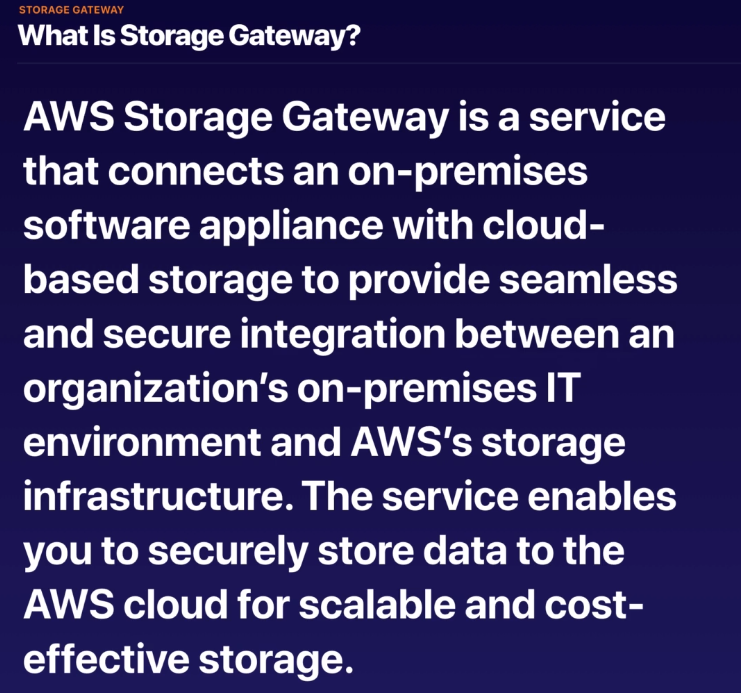 STORAGE GATEWAY
What Is Storage Gateway?
AWS Storage Gateway is a service
that connects an on-premises
software appliance with cloud-
based storage to provide seamless
and secure integration between an
organization’s on-premises IT
environment and AWS’s storage
infrastructure. The service enables
you to securely store data to the
AWS cloud for scalable and cost-
effective storage.